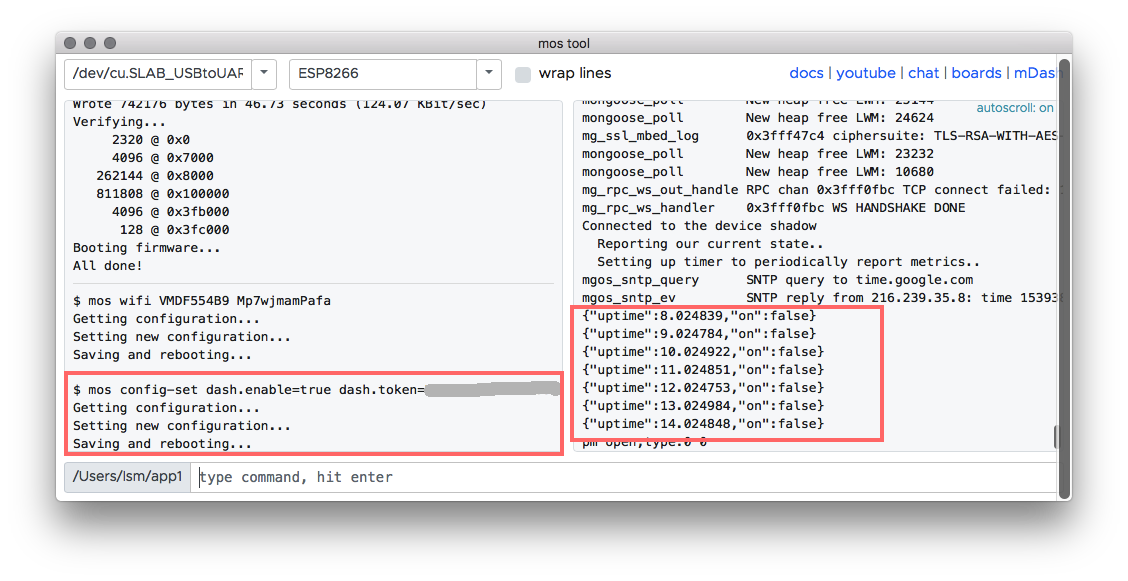 mos tool
/dev/cu.SLAB_USBtoUAR
ESP8266
wrap lines
docs | youtube | chat | boards | mDash
Wrote 742176 bytes in 46.73 seconds (124.07 KBit/sec)
Verifying...
2320 @ 0x0
4096 @ 0x7000
262144 @ 0x8000
811808 @ 0x100000
4096 @ 0x3fb000
128 @ 0x3fc000
Booting firmware...
All done!
$ mos wifi VMDF554B9 Mp7wjmamPafa
Getting configuration...
Setting new configuration...
Saving and rebooting...
$ mos config-set dash.enable=true dash.token=
Getting configuration...
Setting new configuration...
Saving and rebooting...
autoscroll: on
mongoose_poll New heap free LWM: 25144
mongoose_poll New heap free LWM: 24624
mg_ssl_mbed_log 0x3fff47c4 ciphersuite: TLS-RSA-WITH-AES
mongoose_poll New heap free LWM: 23232
mongoose_poll New heap free LWM: 10680
mg_rpc_ws_out_handle RPC chan 0x3fff0fbc TCP connect failed:
mg_rpc_ws_handler 0x3fff0fbc WS HANDSHAKE DONE
Connected to the device shadow
Reporting our current state..
Setting up timer to periodically report metrics..
mgos_sntp_query SNTP query to time.google.com
mgos_sntp_ev SNTP reply from 216.239.35.8: time 153938
{"uptime":8.024839,"on":false}
{"uptime":9.024784,"on":false}
{"uptime":10.024922,"on":false}
{"uptime":11.024851,"on":false}
{"uptime":12.024753,"on":false}
{"uptime":13.024984,"on":false}
{"uptime":14.024848,"on":false}
pm open,type:0 0
/Users/lsm/app1
type command, hit enter